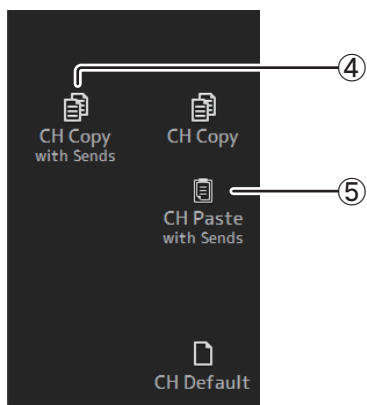 ④
CH Copy
with Sends
CH Copy
⑤
CH Paste
with Sends
CH Default